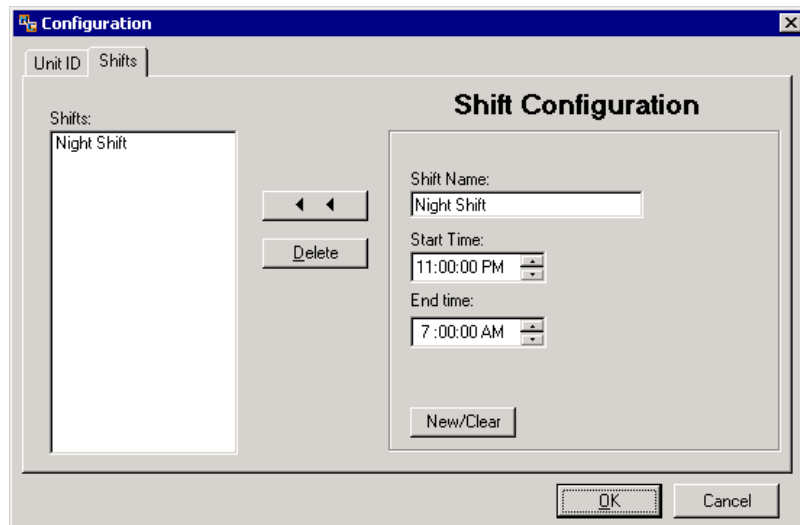 Configuration
Unit ID
Shifts
Shift Configuration
Shifts:
Night Shift
Shift Name:
Night Shift
Start Time:
11:00:00 PM
Delete
End time:
7 :00:00 AM
New/Clear
OK
Cancel